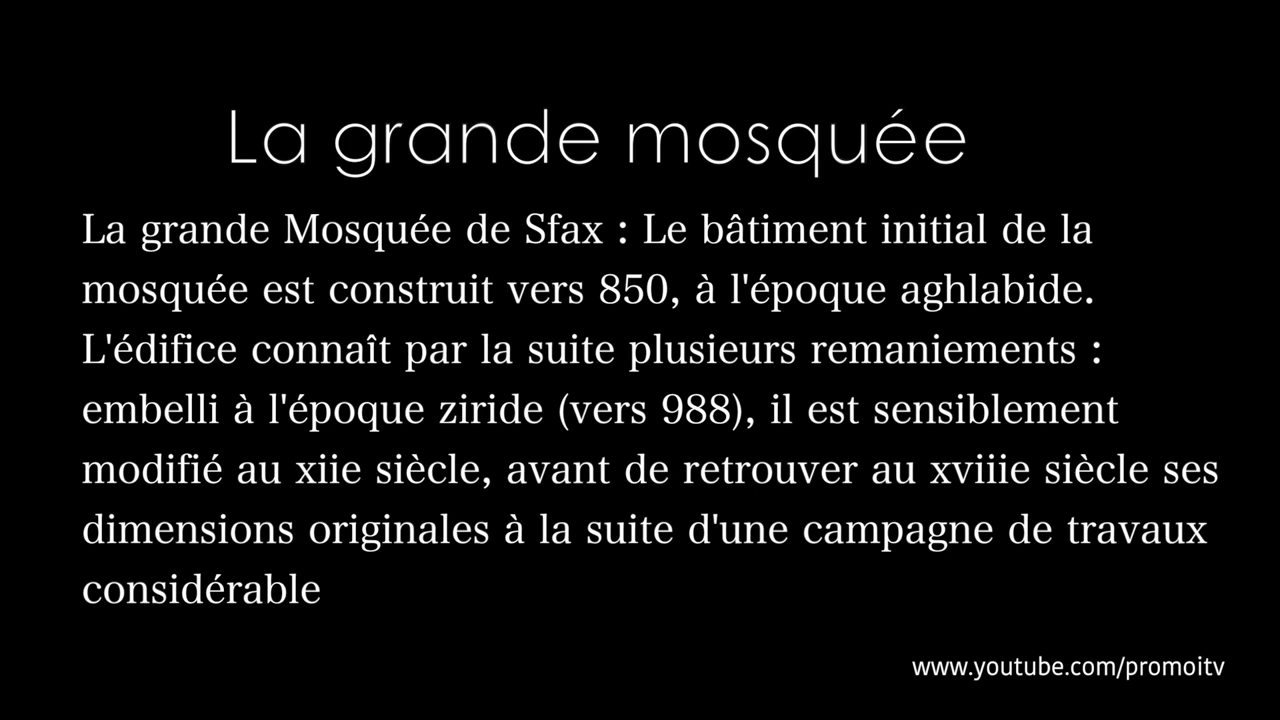 La grande mosquée
La grande Mosquée de Sfax : Le bâtiment initial de la
mosquée est construit vers 850, à l'époque aghlabide.
L'édifice connaît par la suite plusieurs remaniements :
embelli à l'époque ziride (vers 988), il est sensiblement
modifié au xiie siècle, avant de retrouver au xviiie siècle ses
dimensions originales à la suite d'une campagne de travaux
considérable
www.youtube.com/promoitv